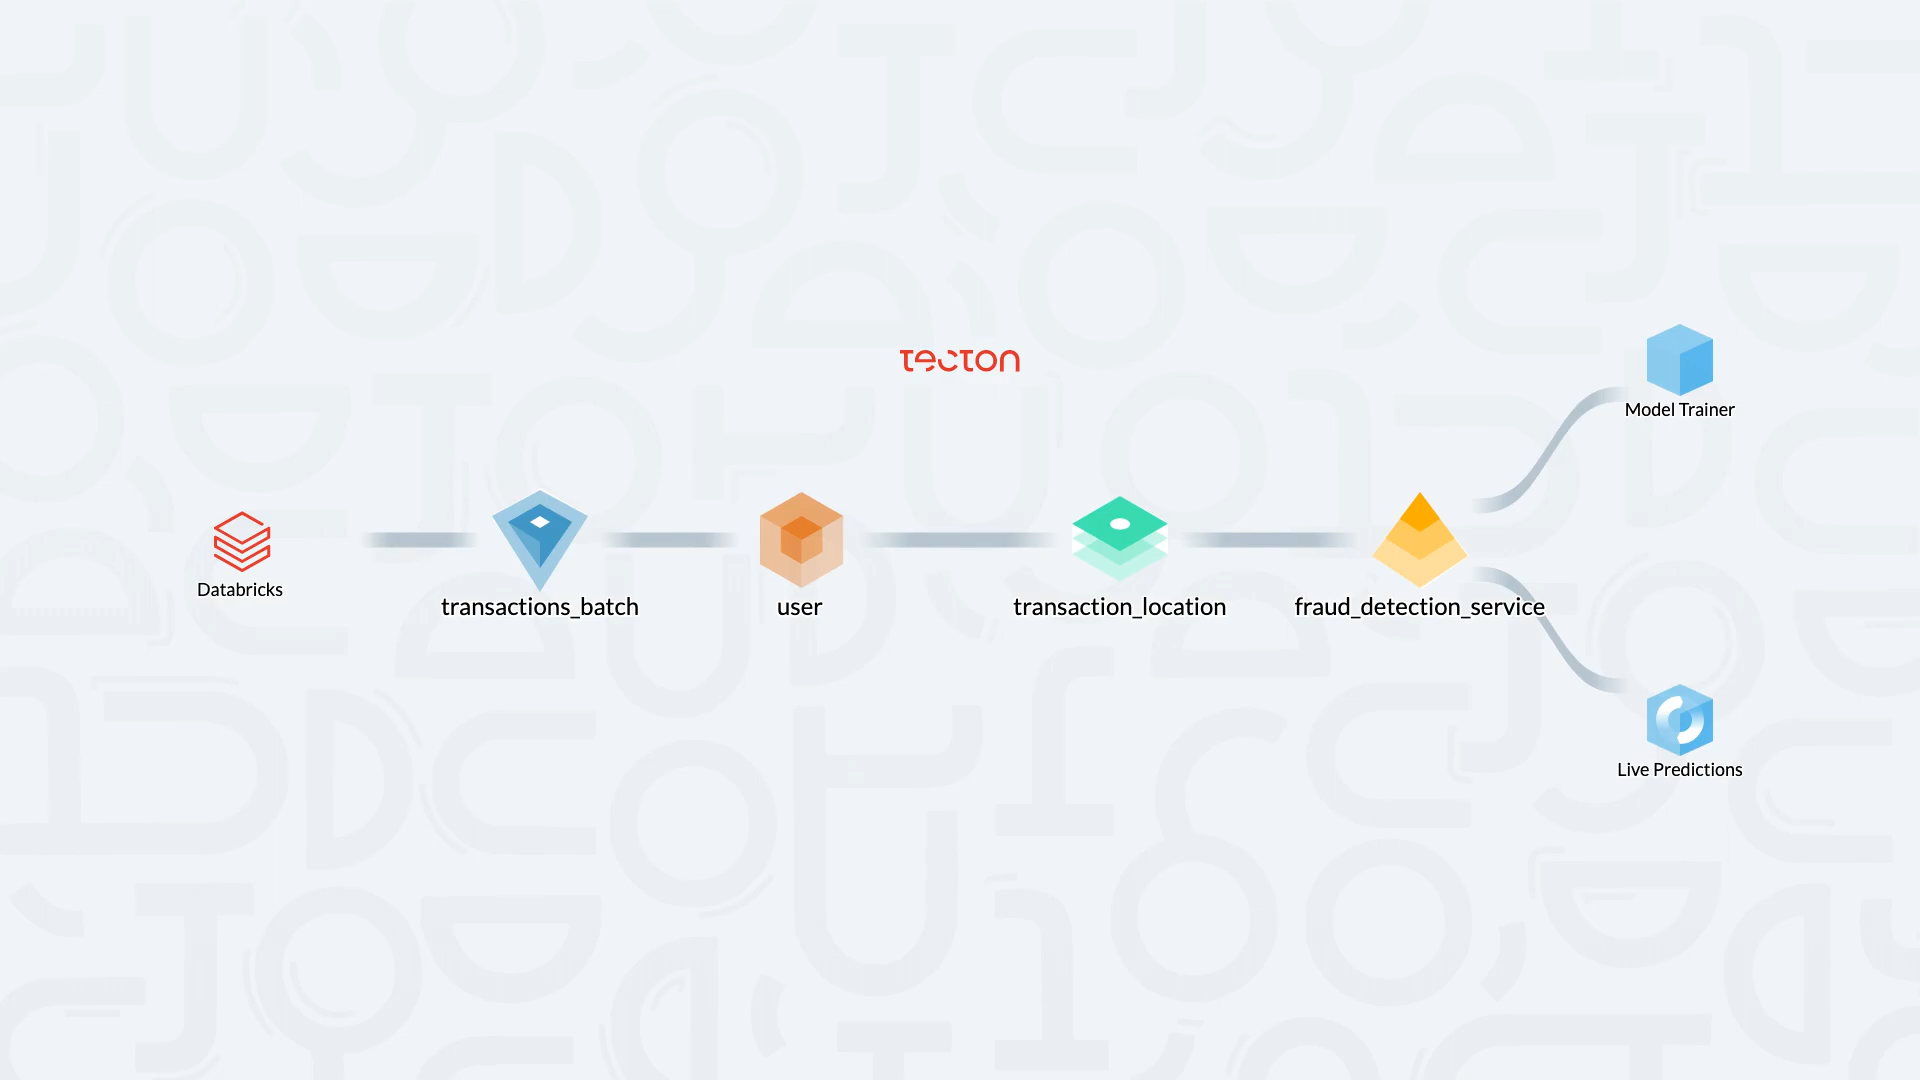 tecton
Model Trainer
Databricks
transactions_batch
user
transaction_location
fraud_detection_service
Live Predictions